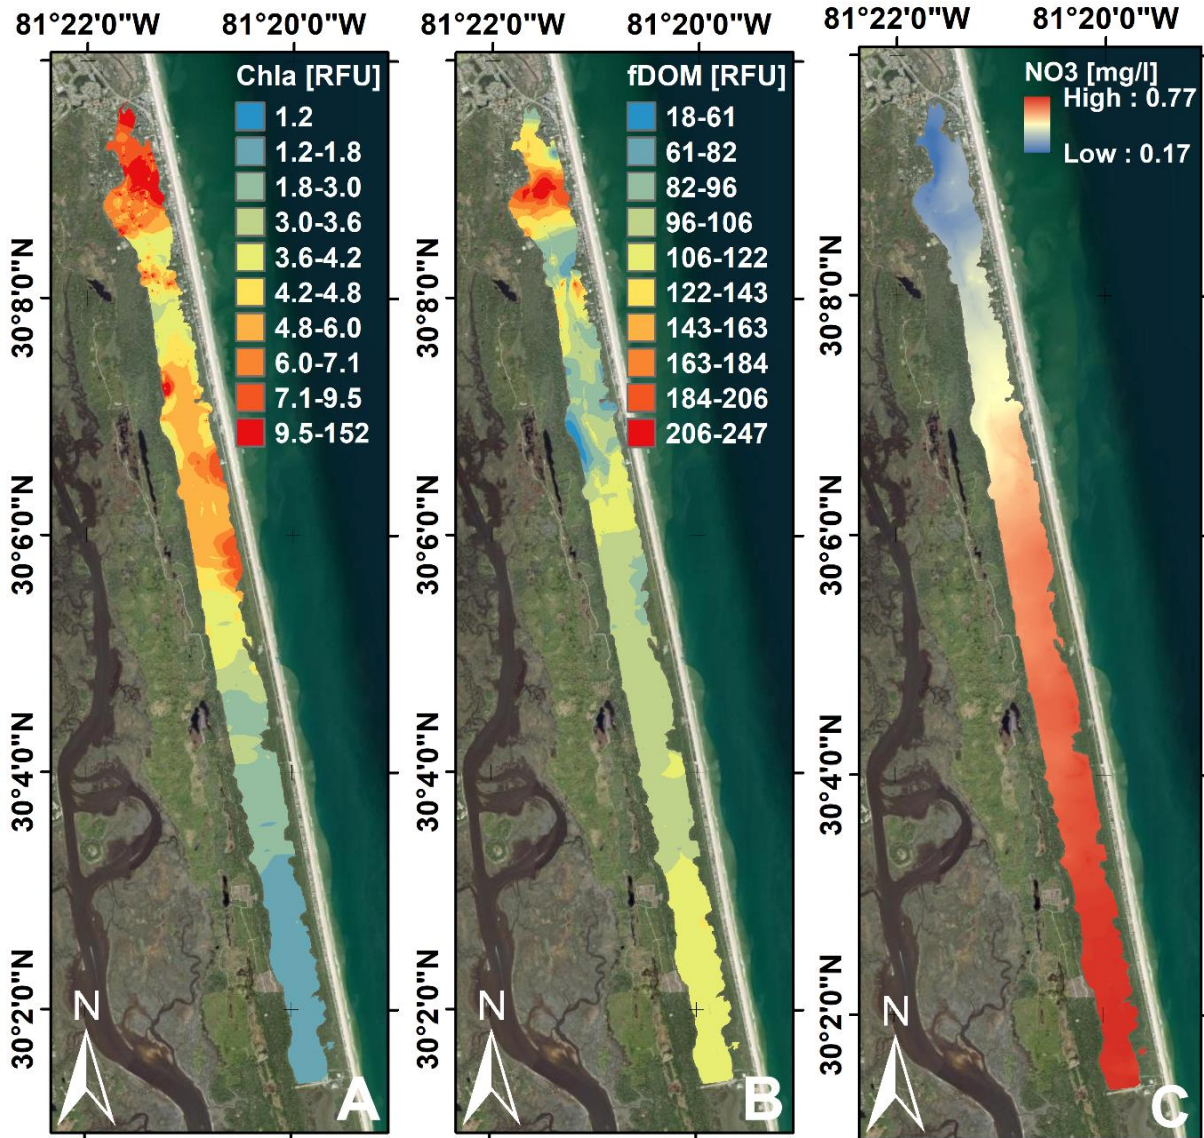 81°22'0"W 81°20'0"W
81°22'0"W 81°20'0"W
81°22'0"W 81°20'0"W
Chla [RFU]
1.2
1.2-1.8
1.8-3.0
3.0-3.6
3.6-4.2
4.2-4.8
4.8-6.0
6.0-7.1
7.1-9.5
9.5-152
30°8'0"N
30°6'0"N
30°4'0"N
30°2'0"N
N
A
fDOM [RFU]
18-61
61-82
82-96
96-106
106-122
122-143
143-163
163-184
184-206
206-247
30°8'0"N
30°6'0"N
30°4'0"N
30°2'0"N
N
B
NO3 [mg/l]
High : 0.77
Low : 0.17
30°8'0"N
30°6'0"N
30°4'0"N
30°2'0"N
N
C